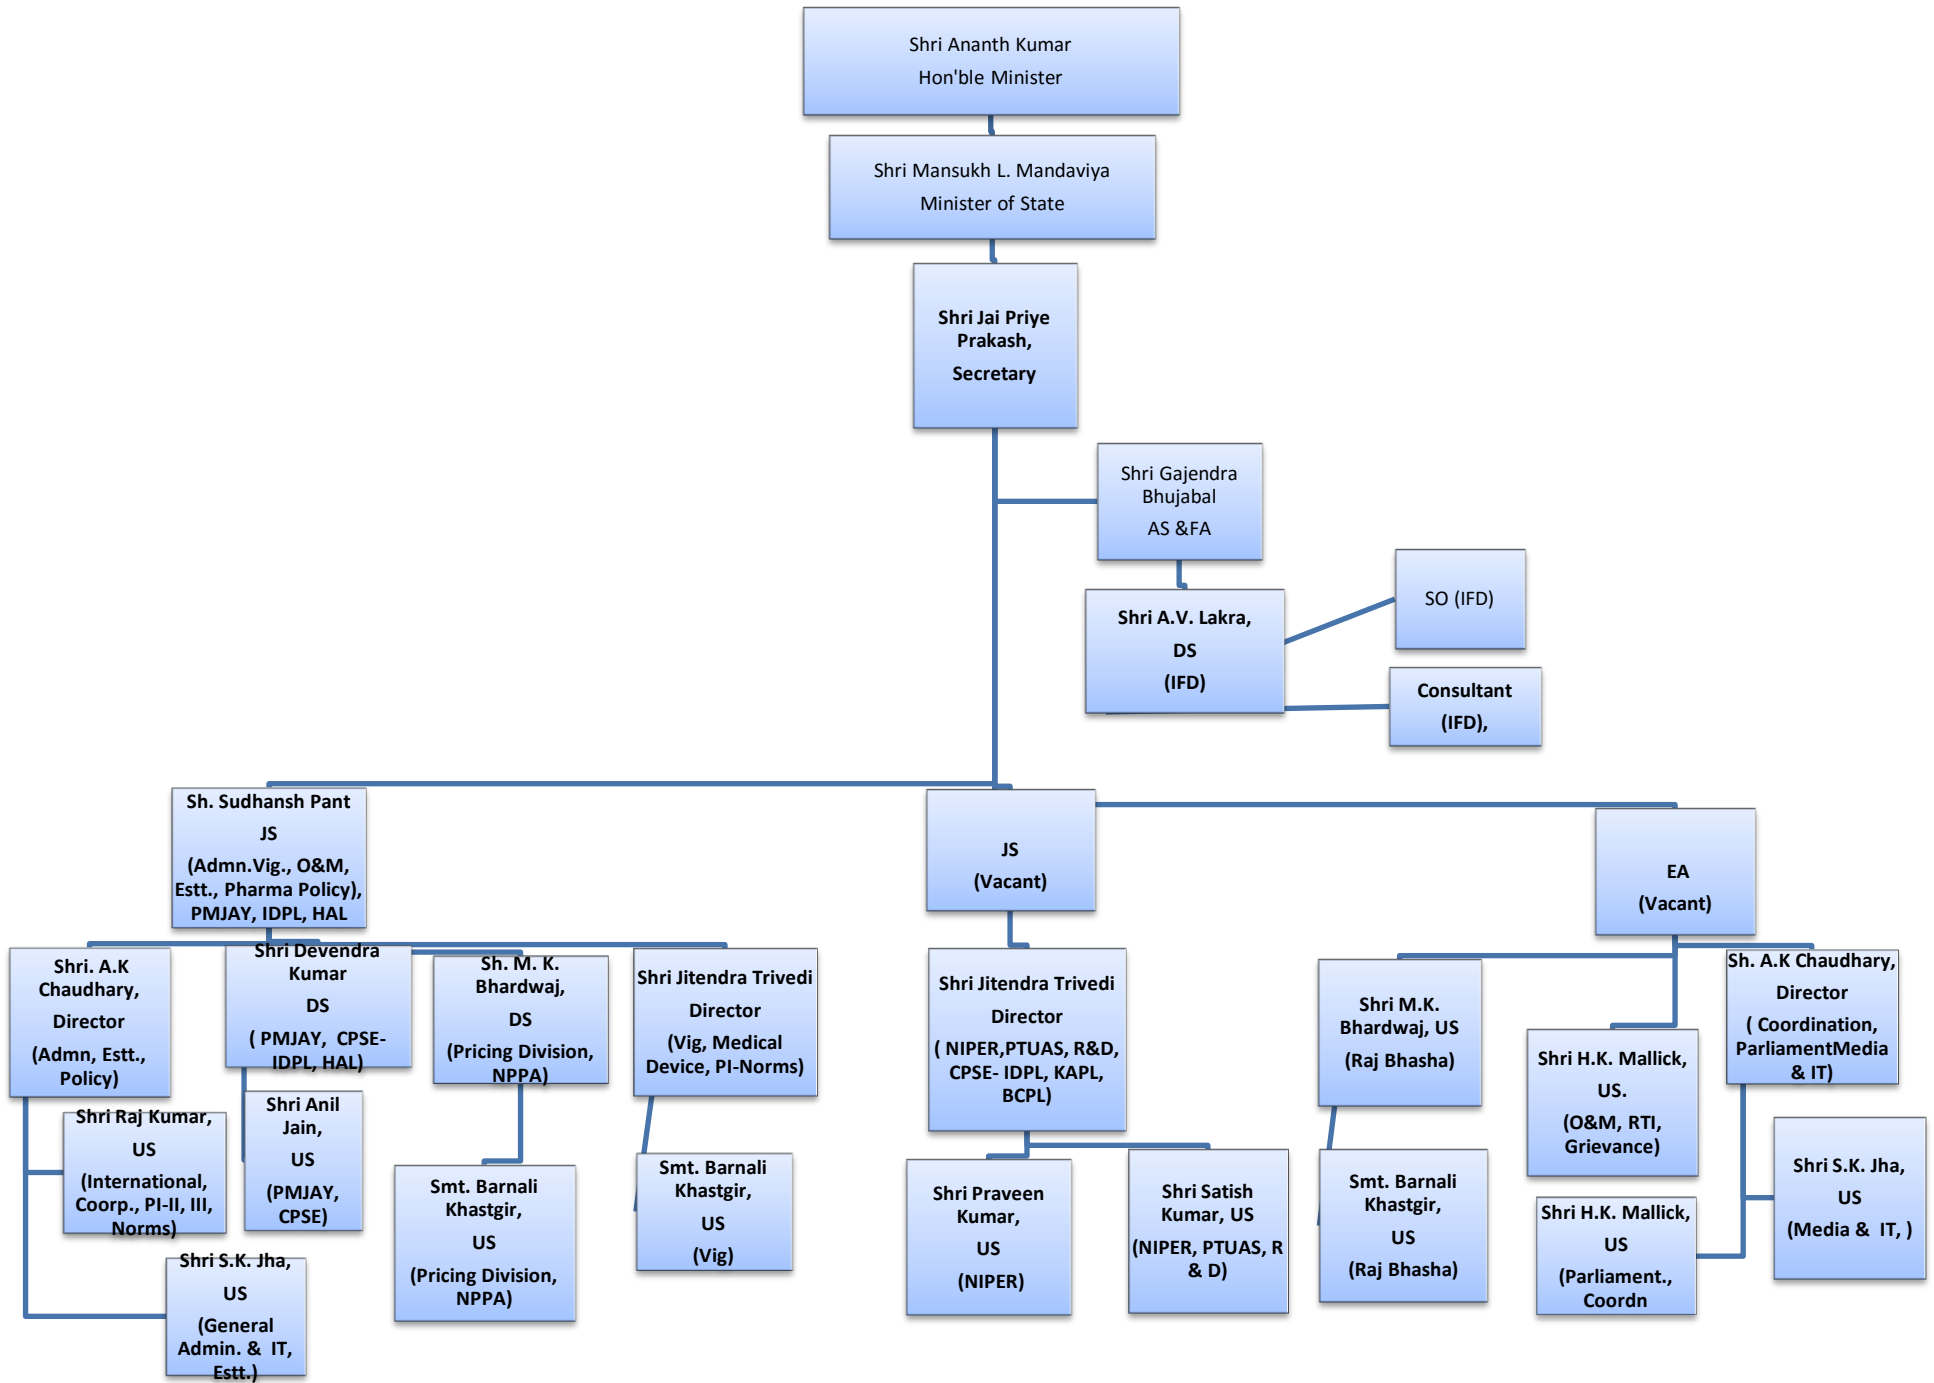 Shri Ananth Kumar
Hon'ble Minister
Shri Mansukh L. Mandaviya
Minister of State
Shri Jai Priye
Prakash,
Secretary
Shri Gajendra
Bhujabal
AS &FA
Shri A.V. Lakra,
DS
(IFD)
SO (IFD)
Consultant
(IFD),
Sh. Sudhansh Pant
JS
(Admn.Vig., O&M,
Estt., Pharma Policy),
PMJAY, IDPL, HAL
JS
(Vacant)
EA
(Vacant)
Shri. A.K
Chaudhary,
Director
(Admn, Estt.,
Policy)
Shri Devendra
Kumar
DS
( PMJAY,  CPSE-
IDPL, HAL)
Sh. M. K.
Bhardwaj,
DS
(Pricing Division,
NPPA)
Shri Jitendra Trivedi
Director
(Vig, Medical
Device, PI-Norms)
Shri Jitendra Trivedi
Director
( NIPER,PTUAS, R&D,
CPSE- IDPL, KAPL,
BCPL)
Shri M.K.
Bhardwaj, US
(Raj Bhasha)
Shri H.K. Mallick,
US.
(O&M, RTI,
Grievance)
Sh. A.K Chaudhary,
Director
( Coordination,
ParliamentMedia
& IT)
Shri Raj Kumar,
US
(International,
Coorp., PI-II, III,
Norms)
Shri Anil
Jain,
US
(PMJAY,
CPSE)
Shri S.K. Jha,
US
(General
Admin. &  IT,
Estt.)
Smt. Barnali
Khastgir,
US
(Pricing Division,
NPPA)
Smt. Barnali
Khastgir,
US
(Vig)
Shri Praveen
Kumar,
US
(NIPER)
Shri Satish
Kumar, US
(NIPER, PTUAS, R
& D)
Smt. Barnali
Khastgir,
US
(Raj Bhasha)
Shri H.K. Mallick,
US
(Parliament.,
Coordn
Shri S.K. Jha,
US
(Media &  IT, )